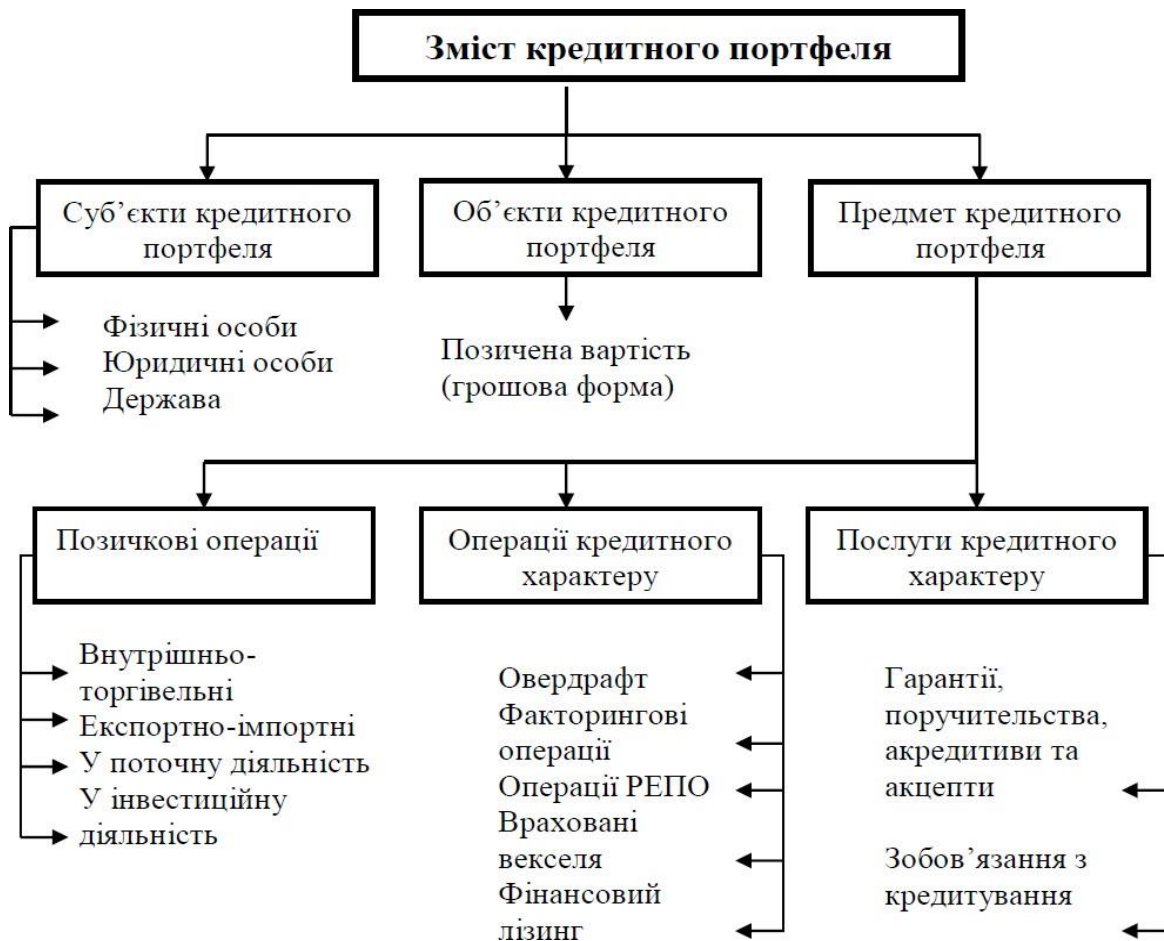 Зміст кредитного портфеля
Суб’єкти кредитного
портфеля
Об’єкти кредитного
портфеля
Предмет кредитного
портфеля
Фізичні особи
Юридичні особи
Держава
Позичена вартість
(грошова форма)
Позичкові операції
Операції кредитного
характеру
Послуги кредитного
характеру
Внутрішньо-
торгівельні
Експортно-імпортні
У поточну діяльність
У інвестиційну
діяльність
Овердрафт
Факторингові
операції
Операції РЕПО
Враховані
векселя
Фінансовий
лізинг
Гарантії,
поручительства,
акредитиви та
акцепти
Зобов’язання з
кредитування